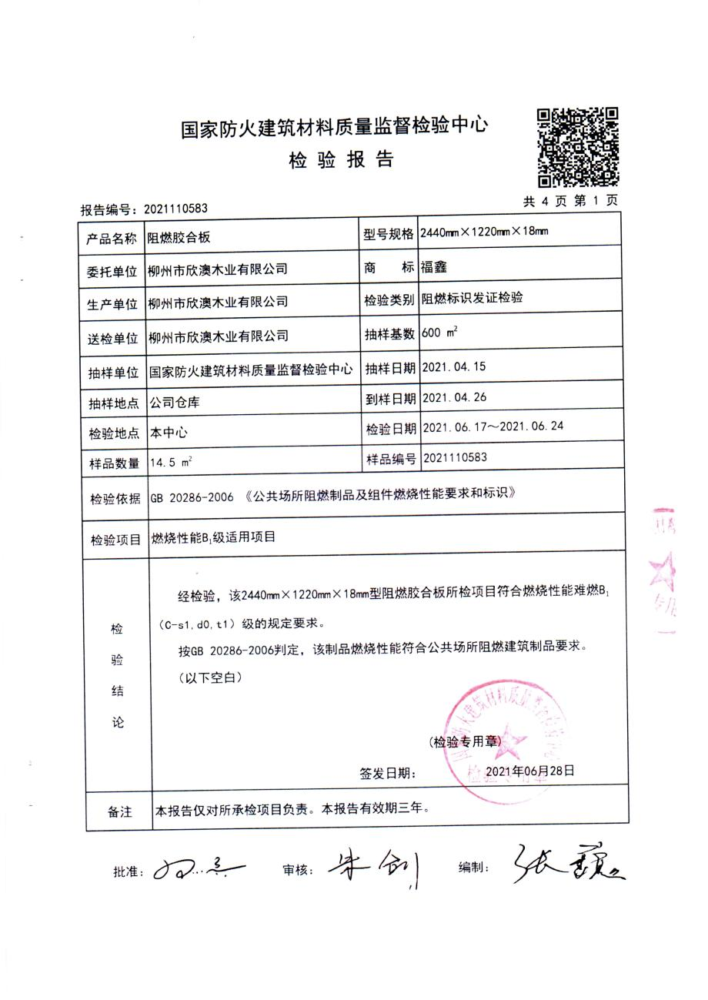 国家防火建筑材料质量监督检验中心
检 验 报 告
报告编号：2021110583
共 4 页 第 1 页
产品名称 阻燃胶合板 型号规格 2440mm×1220mm×18mm
委托单位 柳州市欣澳木业有限公司 商 标 福鑫
生产单位 柳州市欣澳木业有限公司 检验类别 阻燃标识发证检验
送检单位 柳州市欣澳木业有限公司 抽样基数 600 m²
抽样单位 国家防火建筑材料质量监督检验中心 抽样日期 2021.04.15
抽样地点 公司仓库 到样日期 2021.04.26
检验地点 本中心 检验日期 2021.06.17～2021.06.24
样品数量 14.5 m² 样品编号 2021110583
检验依据 GB 20286-2006 《公共场所阻燃制品及组件燃烧性能要求和标识》
检验项目 燃烧性能B₁级适用项目
检验结论
经检验，该2440mm×1220mm×18mm型阻燃胶合板所检项目符合燃烧性能难燃B₁
（C-s1,d0,t1）级的规定要求。
按GB 20286-2006判定，该制品燃烧性能符合公共场所阻燃建筑制品要求。
（以下空白）
(检验专用章)
签发日期： 2021年06月28日
检验专用章
备注 本报告仅对所承检项目负责。本报告有效期三年。
批准： 审核：朱剑 编制：张